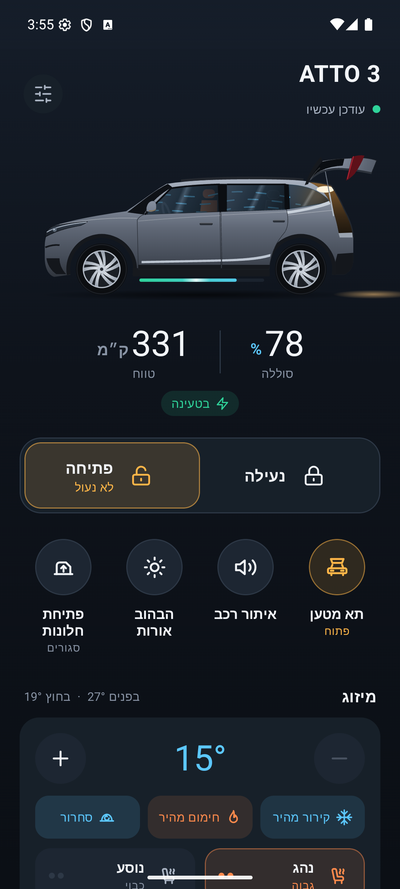 3:55
ATTO 3
עודכן עכשיו
78 %
סוללה
331 ק״מ
טווח
בטעינה
נעילה
פתיחה
לא נעול
תא מטען
פתוח
איתור רכב
הבהוב
אורות
פתיחת
חלונות
סגורים
מיזוג
בפנים 27° · בחוץ 19°
15°
קירור מהיר
חימום מהיר
סחרור
נהג
גבוה
נוסע
כבוי